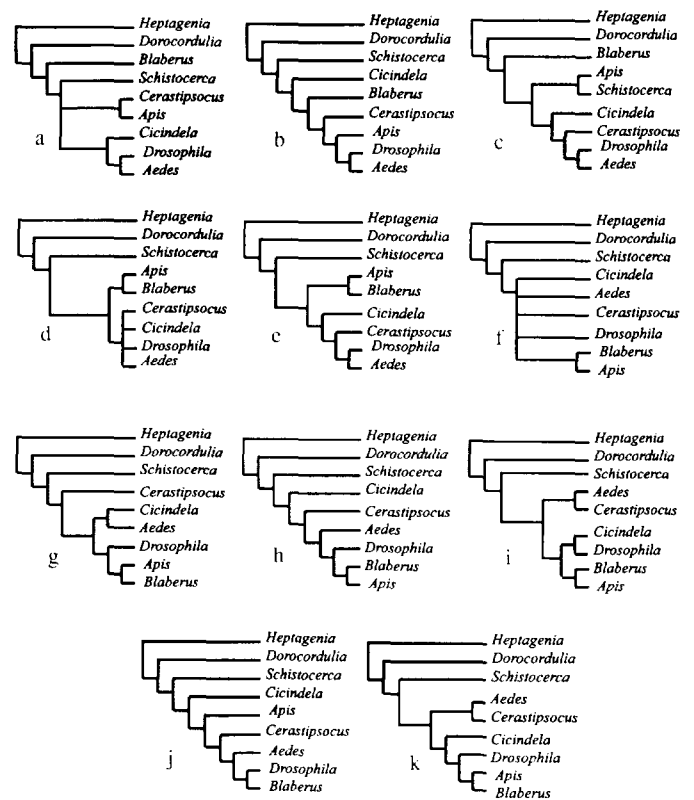 Heptagenia
Dorocordulia
Blaberus
Schistocerca
Cerastipsocus
Apis
Cicindela
Drosophila
Aedes
a
Heptagenia
Dorocordulia
Schistocerca
Cicindela
Blaberus
Cerastipsocus
Apis
Drosophila
Aedes
b
Heptagenia
Dorocordulia
Blaberus
Apis
Schistocerca
Cicindela
Cerastipsocus
Drosophila
Aedes
c
Heptagenia
Dorocordulia
Schistocerca
Apis
Blaberus
Cerastipsocus
Cicindela
Drosophila
Aedes
d
Heptagenia
Dorocordulia
Schistocerca
Apis
Blaberus
Cicindela
Cerastipsocus
Drosophila
Aedes
e
Heptagenia
Dorocordulia
Schistocerca
Cicindela
Aedes
Cerastipsocus
Drosophila
Blaberus
Apis
f
Heptagenia
Dorocordulia
Schistocerca
Cerastipsocus
Cicindela
Aedes
Drosophila
Apis
Blaberus
g
Heptagenia
Dorocordulia
Schistocerca
Cicindela
Cerastipsocus
Aedes
Drosophila
Blaberus
Apis
h
Heptagenia
Dorocordulia
Schistocerca
Aedes
Cerastipsocus
Cicindela
Drosophila
Blaberus
Apis
i
Heptagenia
Dorocordulia
Schistocerca
Cicindela
Apis
Cerastipsocus
Aedes
Drosophila
Blaberus
j
Heptagenia
Dorocordulia
Schistocerca
Aedes
Cerastipsocus
Cicindela
Drosophila
Apis
Blaberus
k